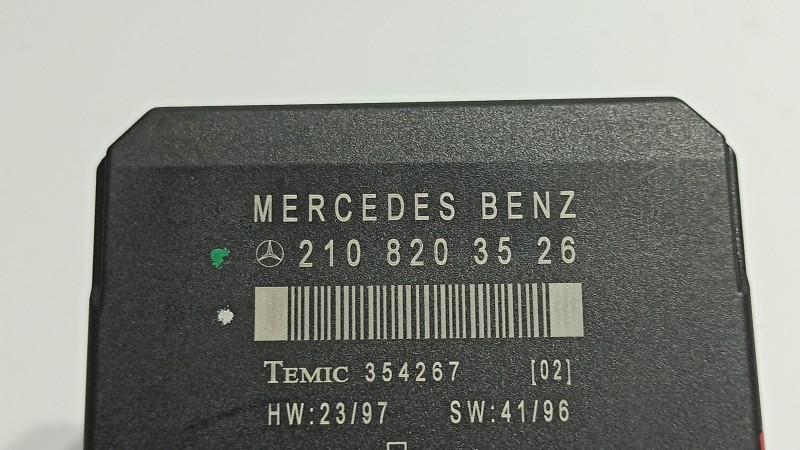 MERCEDES BENZ
210 820 35 26
TEMIC 354267 [02]
HW:23/97 SW:41/96